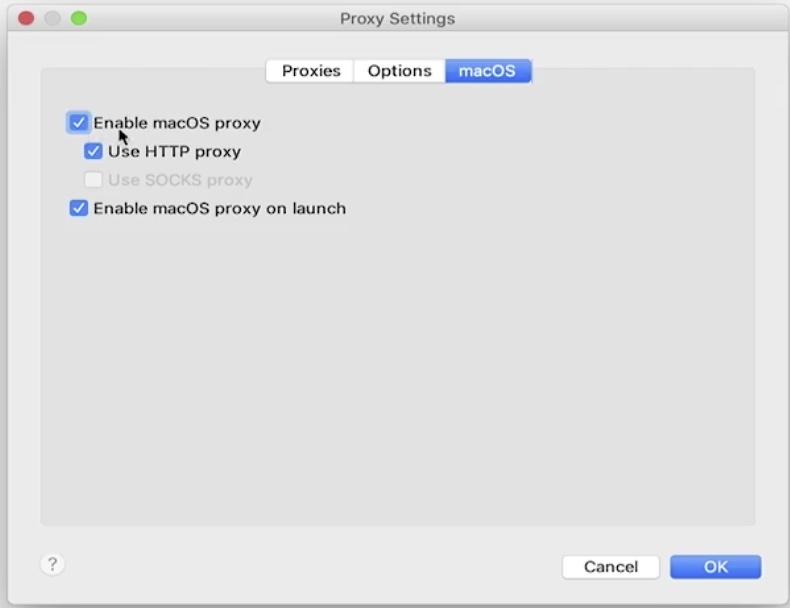 Proxy Settings
Proxies Options macOS
Enable macOS proxy
Use HTTP proxy
Use SOCKS proxy
Enable macOS proxy on launch
? Cancel OK